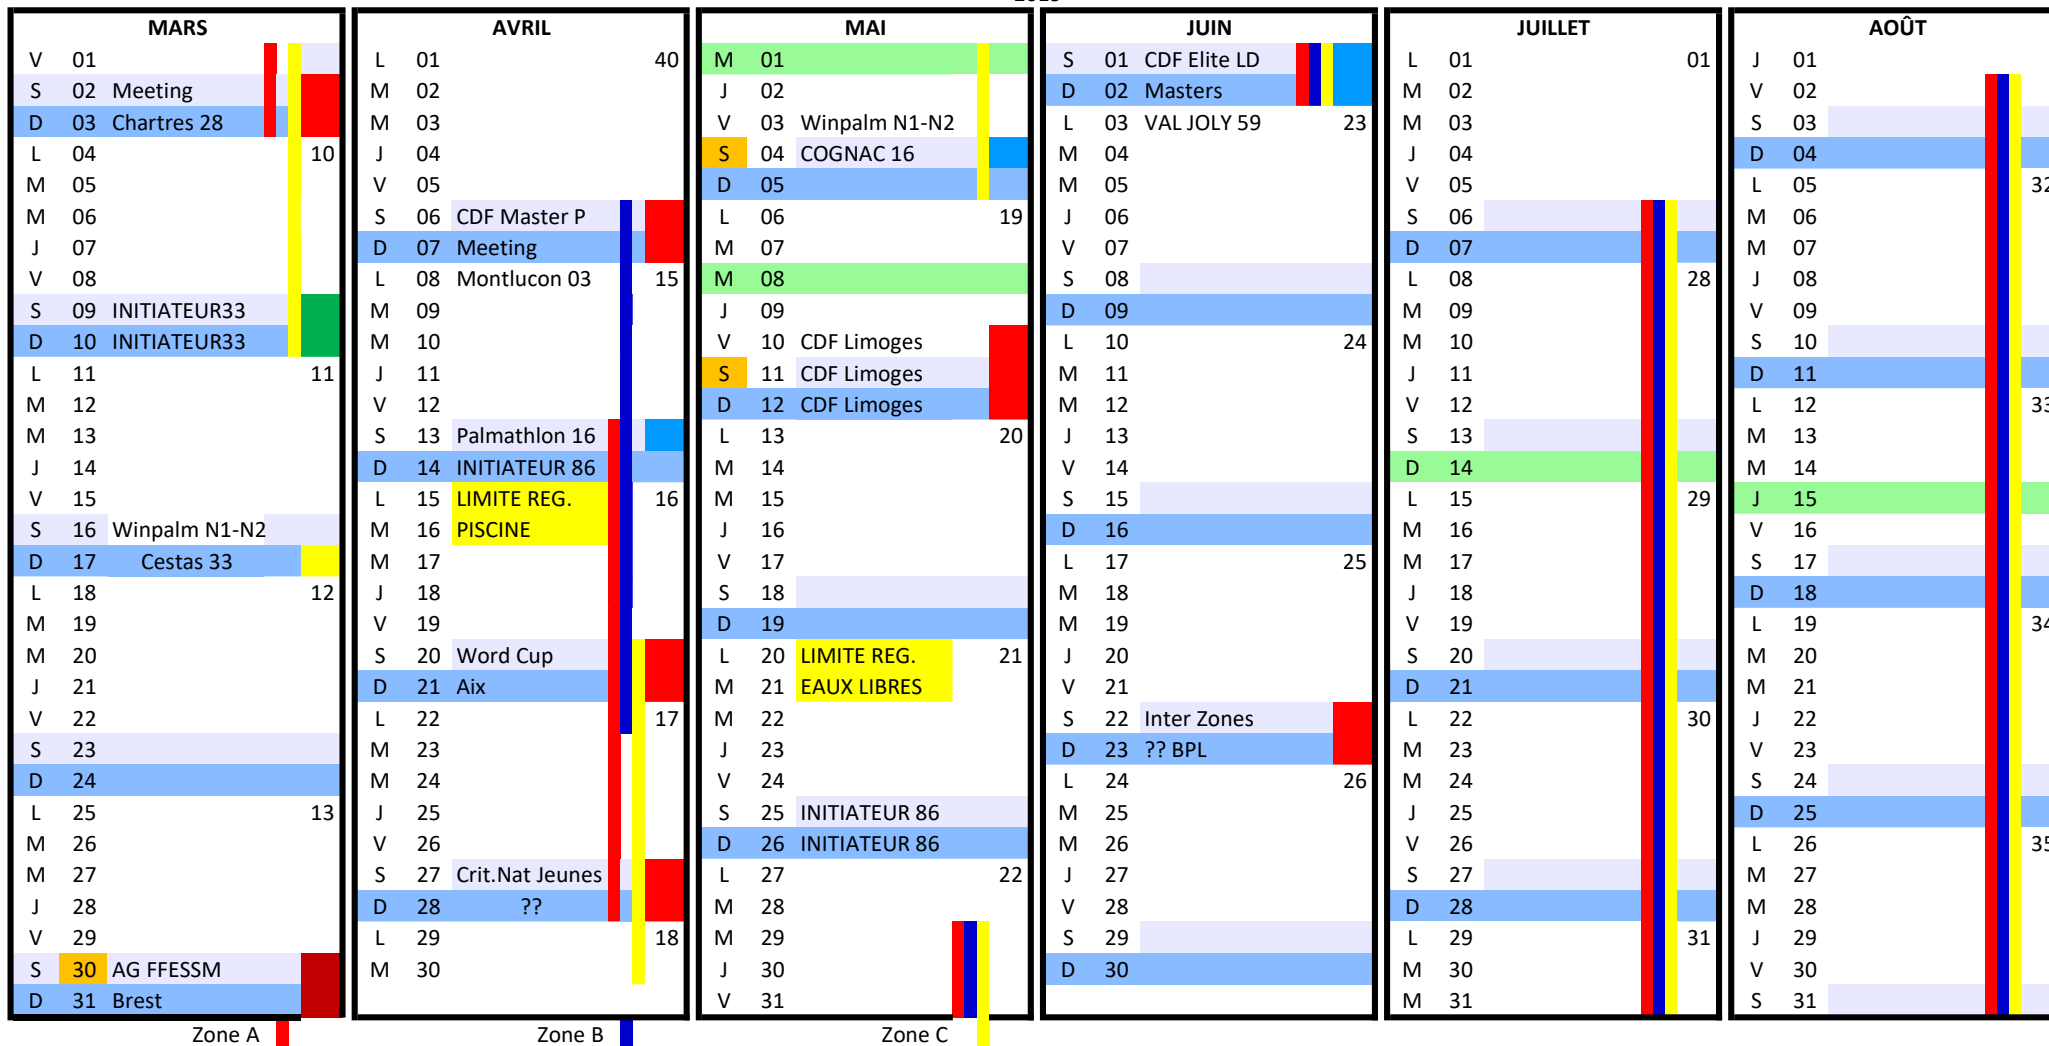 MARS AVRIL MAI JUIN JUILLET AOÛT
V 01 L 01 40 M 01 S 01 CDF Elite LD L 01 01 J 01
S 02 Meeting M 02 J 02 D 02 Masters M 02 V 02
D 03 Chartres 28 M 03 V 03 Winpalm N1-N2 L 03 VAL JOLY 59 23 M 03 S 03
L 04 10 J 04 S 04 COGNAC 16 M 04 J 04 D 04
M 05 V 05 D 05 M 05 V 05 L 05
M 06 S 06 CDF Master P L 06 19 J 06 S 06 M 06
J 07 D 07 Meeting M 07 V 07 D 07 M 07
V 08 L 08 Montlucon 03 15 M 08 S 08 L 08 28 J 08
S 09 INITIATEUR33 M 09 J 09 D 09 M 09 V 09
D 10 INITIATEUR33 M 10 V 10 CDF Limoges L 10 24 M 10 S 10
L 11 11 J 11 S 11 CDF Limoges M 11 J 11 D 11
M 12 V 12 D 12 CDF Limoges M 12 V 12 L 12
M 13 S 13 Palmathlon 16 L 13 20 J 13 S 13 M 13
J 14 D 14 INITIATEUR 86 M 14 V 14 D 14 M 14
V 15 L 15 LIMITE REG. 16 M 15 S 15 L 15 29 J 15
S 16 Winpalm N1-N2 M 16 PISCINE J 16 D 16 M 16 V 16
D 17 Cestas 33 M 17 V 17 L 17 25 M 17 S 17
L 18 12 J 18 S 18 M 18 J 18 D 18
M 19 V 19 D 19 M 19 V 19 L 19
M 20 S 20 Word Cup L 20 LIMITE REG. 21 J 20 S 20 M 20
J 21 D 21 Aix M 21 EAUX LIBRES V 21 D 21 M 21
V 22 L 22 17 M 22 S 22 Inter Zones L 22 30 J 22
S 23 M 23 J 23 D 23 ?? BPL M 23 V 23
D 24 M 24 V 24 L 24 26 M 24 S 24
L 25 13 J 25 S 25 INITIATEUR 86 M 25 J 25 D 25
M 26 V 26 D 26 INITIATEUR 86 M 26 V 26 L 26
M 27 S 27 Crit.Nat Jeunes L 27 22 J 27 S 27 M 27
J 28 D 28 ?? M 28 V 28 D 28 M 28
V 29 L 29 18 M 29 S 29 L 29 31 J 29
S 30 AG FFESSM M 30 J 30 D 30 M 30 V 30
D 31 Brest V 31 M 31 S 31
Zone A Zone B Zone C